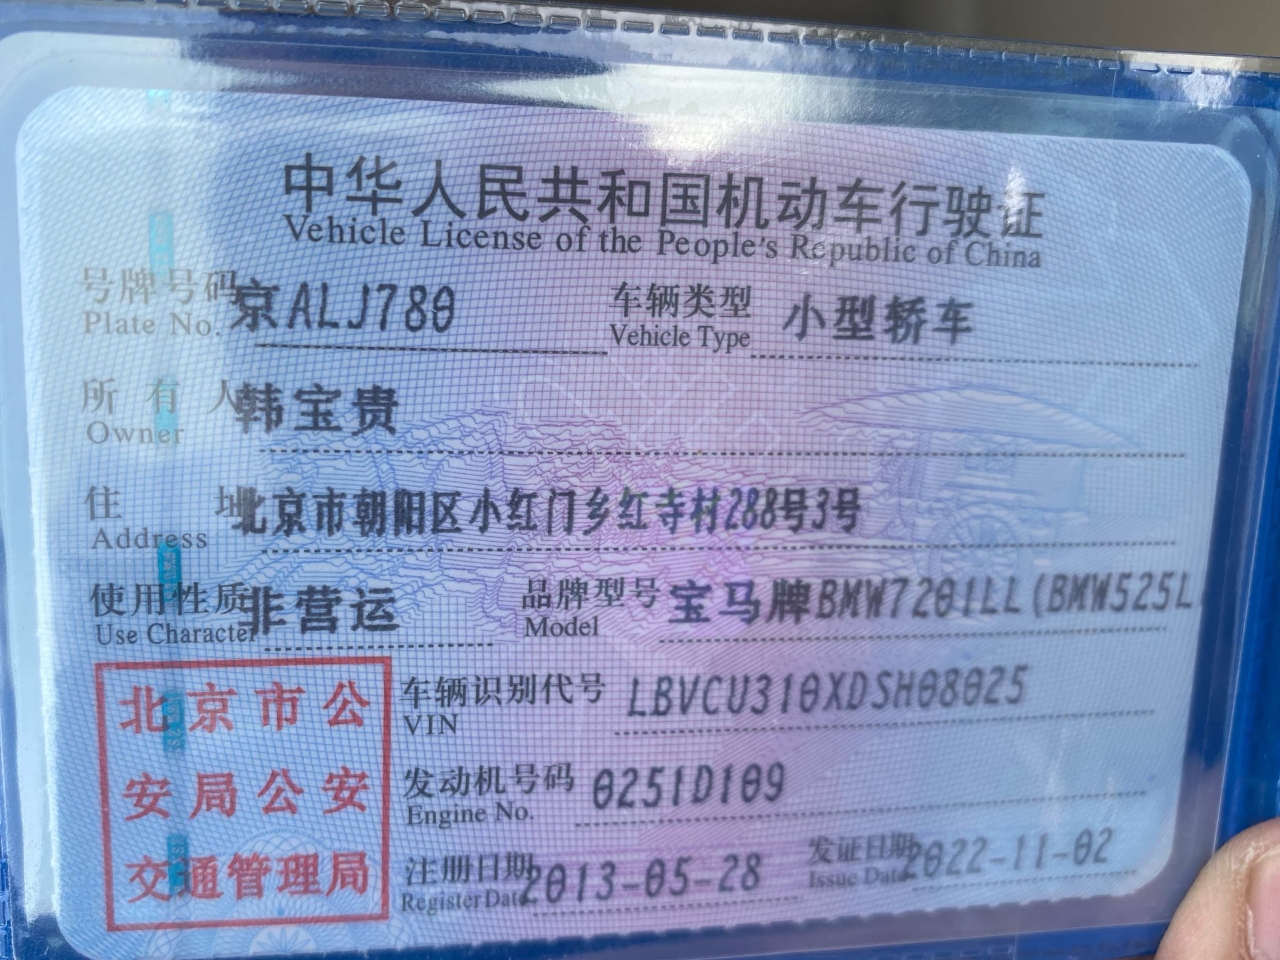 中华人民共和国机动车行驶证
Vehicle License of the People's Republic of China
号牌号码 京ALJ780 车辆类型 小型轿车
Plate No. Vehicle Type
所有人 韩宝贵
Owner
住址 北京市朝阳区小红门乡红寺村288号3号
Address
使用性质 非营运 品牌型号 宝马牌BMW7201LL(BMW525L
Use Character Model
北京市公
安局公安
交通管理局
车辆识别代号 LBVCU310XDSH08025
VIN
发动机号码 0251D109
Engine No.
注册日期 2013-05-28 发证日期 2022-11-02
Register Date Issue Date